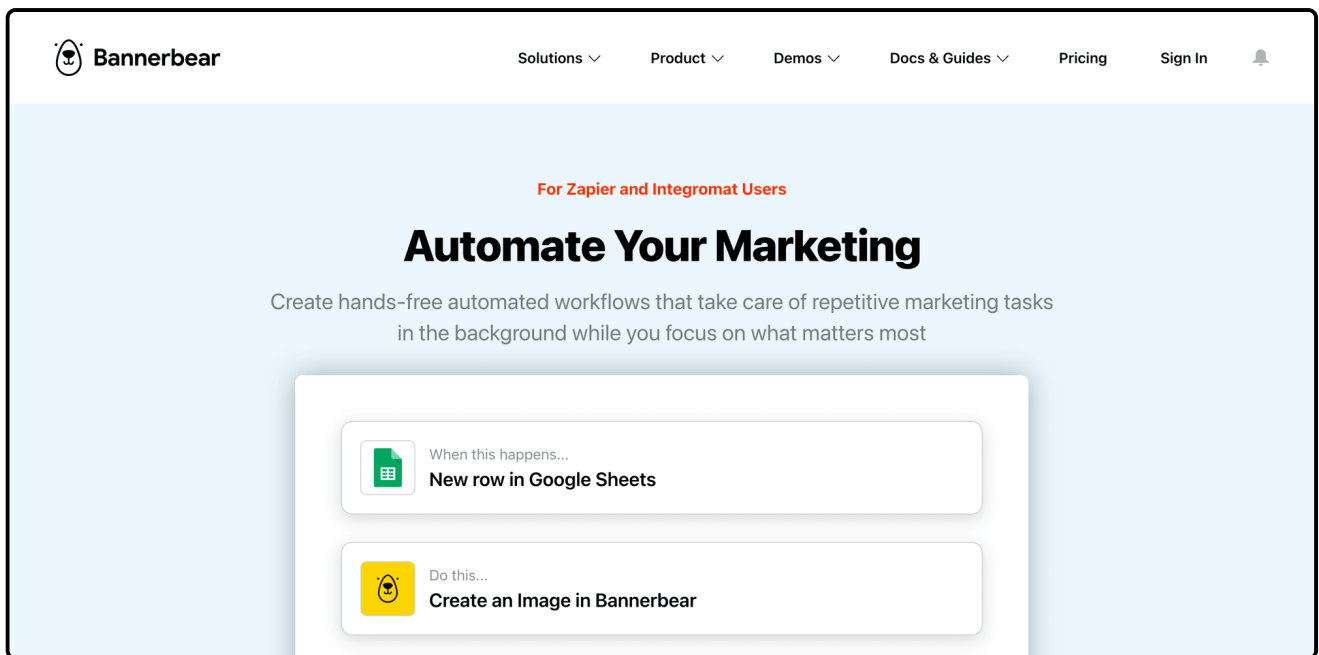 Bannerbear
Solutions
Product
Demos
Docs & Guides
Pricing
Sign In
For Zapier and Integromat Users
Automate Your Marketing
Create hands-free automated workflows that take care of repetitive marketing tasks
in the background while you focus on what matters most
When this happens...
New row in Google Sheets
Do this...
Create an Image in Bannerbear